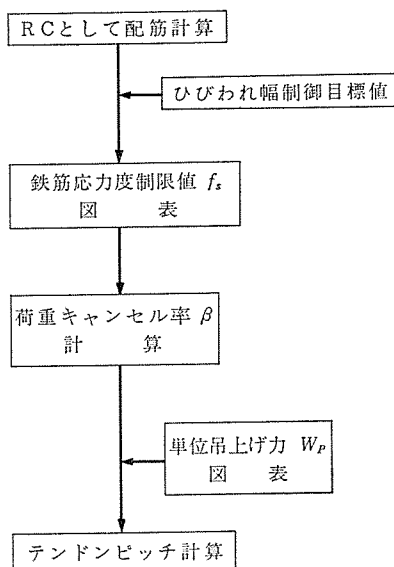 RCとして配筋計算
ひびわれ幅制御目標値
鉄筋応力度制限値 fs
図 表
荷重キャンセル率 β
計 算
単位吊上げ力 WP
図 表
テンドンピッチ計算